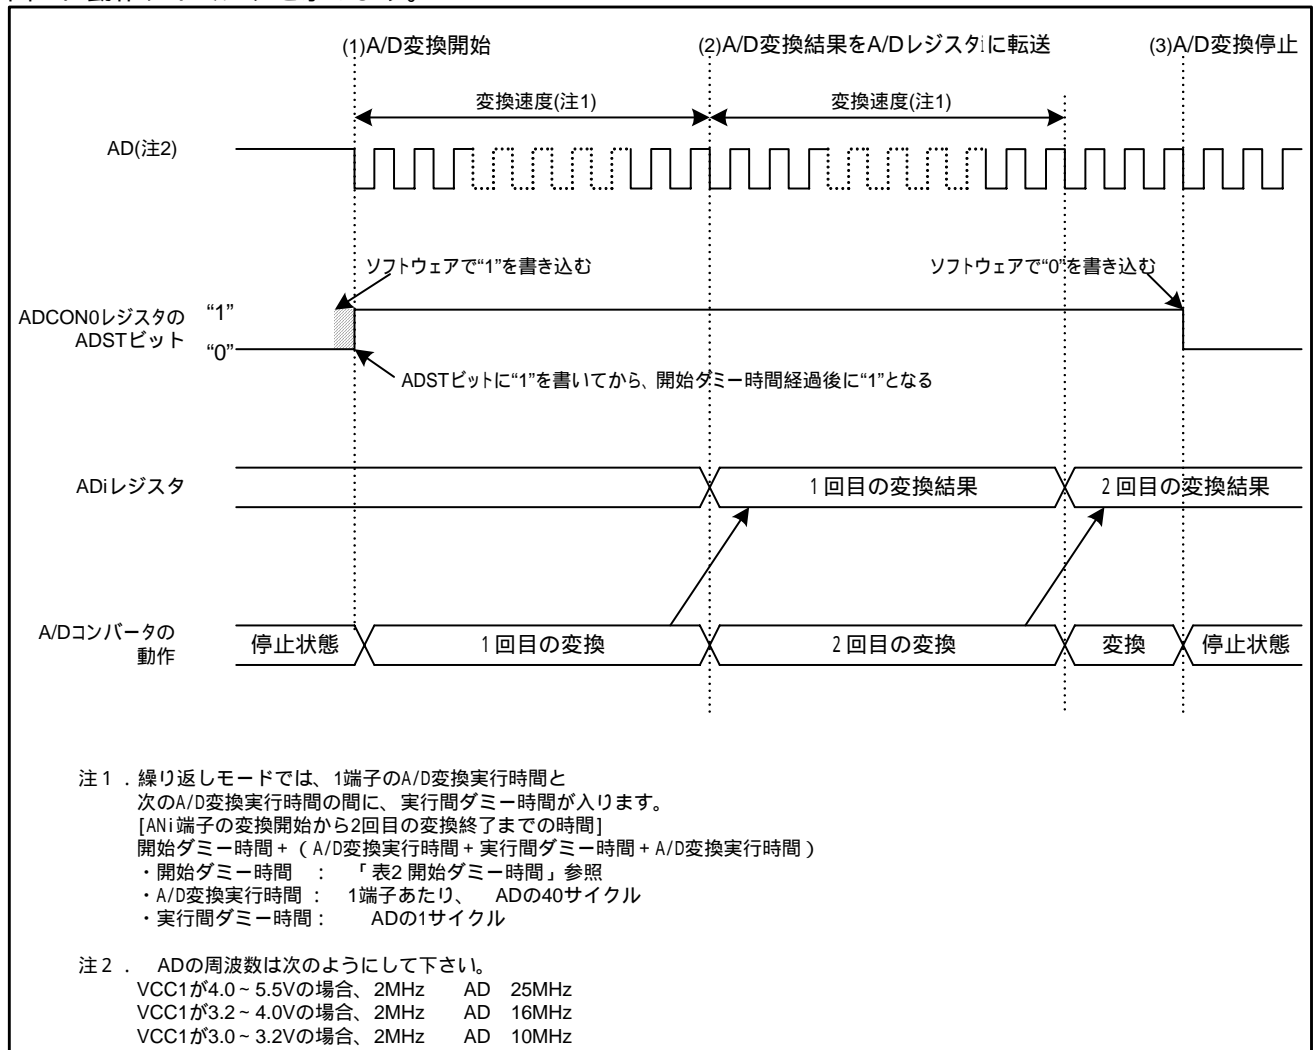 (1)A/D変換開始
(2)A/D変換結果をA/Dレジスタiに転送
(3)A/D変換停止
変換速度(注1)
変換速度(注1)
AD(注2)
ソフトウェアで“1”を書き込む
ソフトウェアで“0”を書き込む
ADCON0レジスタの
ADSTビット
“1”
“0”
ADSTビットに“1”を書いてから、開始ダミー時間経過後に“1”となる
ADiレジスタ
1回目の変換結果
2回目の変換結果
A/Dコンバータの
動作
停止状態
1回目の変換
2回目の変換
変換
停止状態
注1．繰り返しモードでは、1端子のA/D変換実行時間と
次のA/D変換実行時間の間に、実行間ダミー時間が入ります。
[ANi端子の変換開始から2回目の変換終了までの時間]
開始ダミー時間+（A/D変換実行時間+実行間ダミー時間+A/D変換実行時間）
・開始ダミー時間　：　「表2 開始ダミー時間」参照
・A/D変換実行時間：　1端子あたり、　ADの40サイクル
・実行間ダミー時間：　　ADの1サイクル
注2．　ADの周波数は次のようにして下さい。
VCC1が4.0~5.5Vの場合、2MHz　AD　25MHz
VCC1が3.2~4.0Vの場合、2MHz　AD　16MHz
VCC1が3.0~3.2Vの場合、2MHz　AD　10MHz